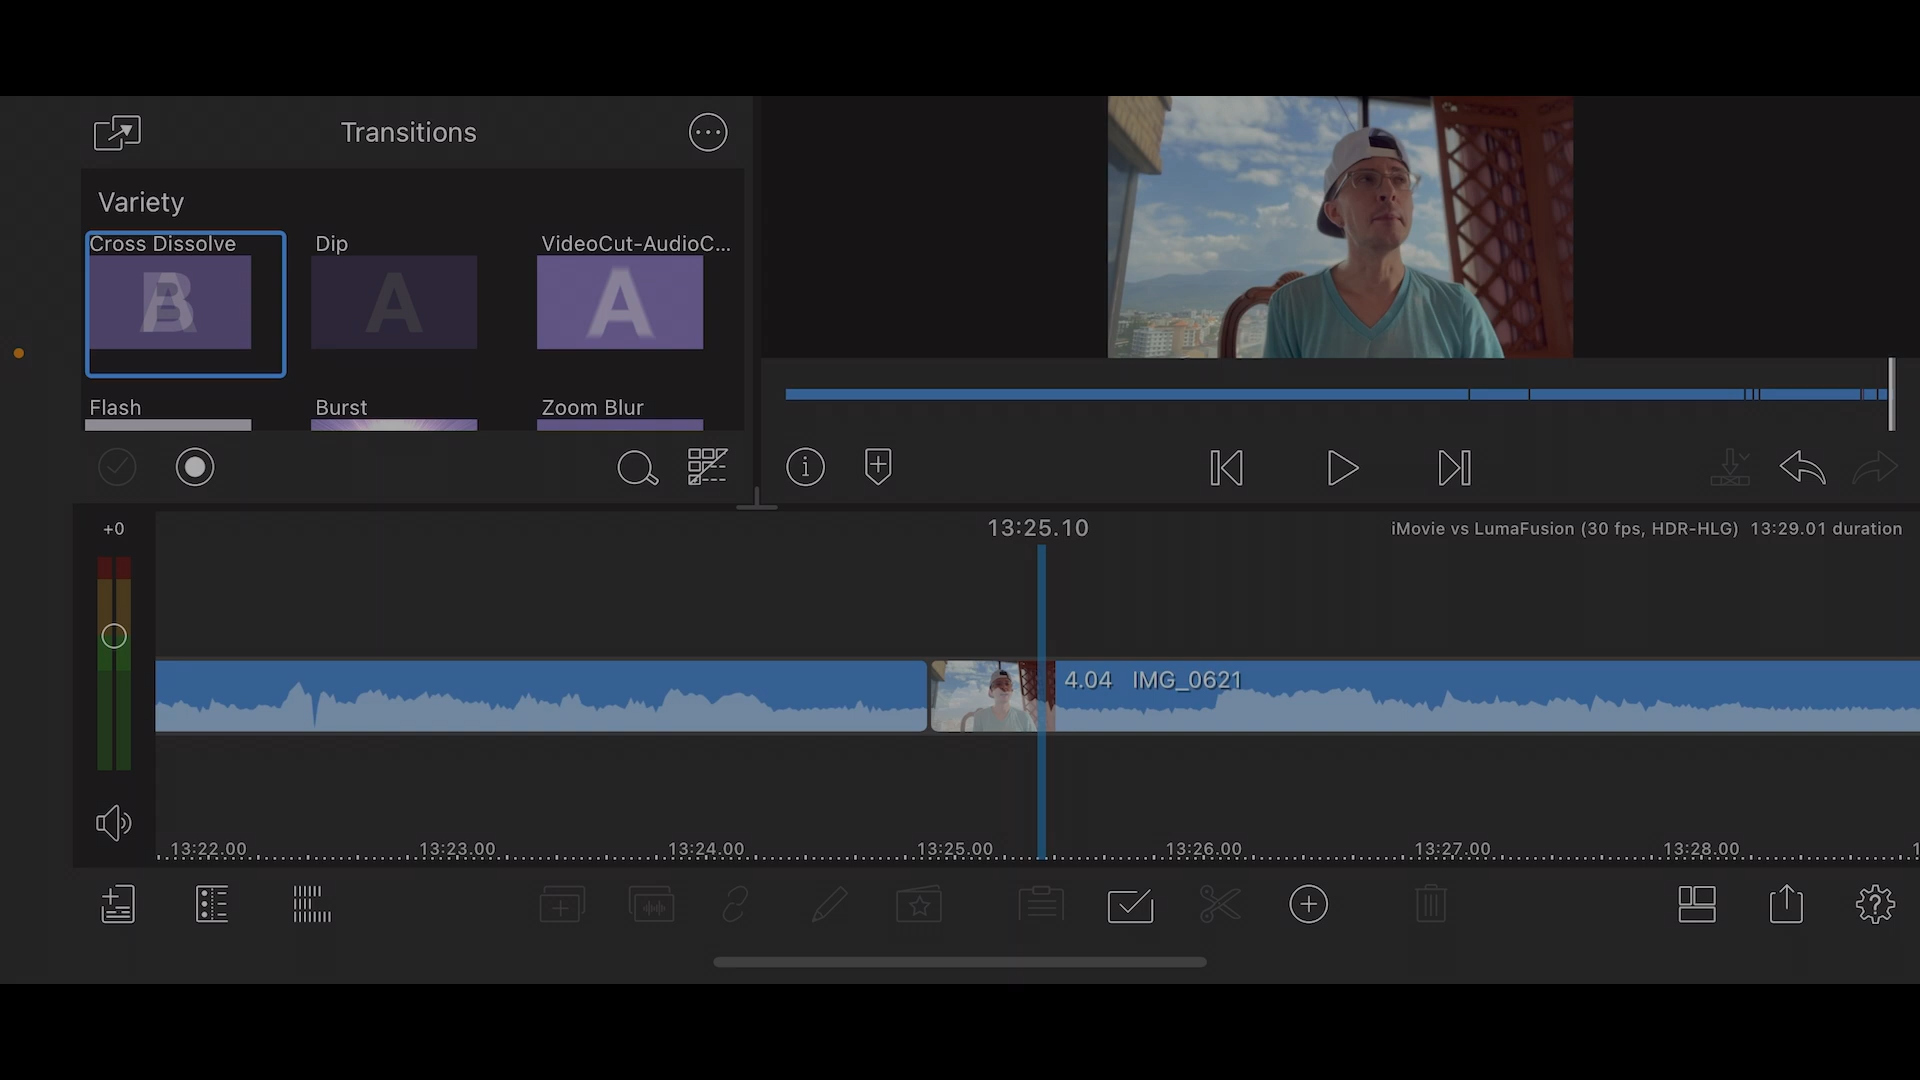 Transitions
Variety
Cross Dissolve
Dip
VideoCut-AudioC...
B
A
A
Flash
Burst
Zoom Blur
+0
13:25.10
iMovie vs LumaFusion (30 fps, HDR-HLG) 13:29.01 duration
4.04 IMG_0621
13:22.00
13:23.00
13:24.00
13:25.00
13:26.00
13:27.00
13:28.00
1